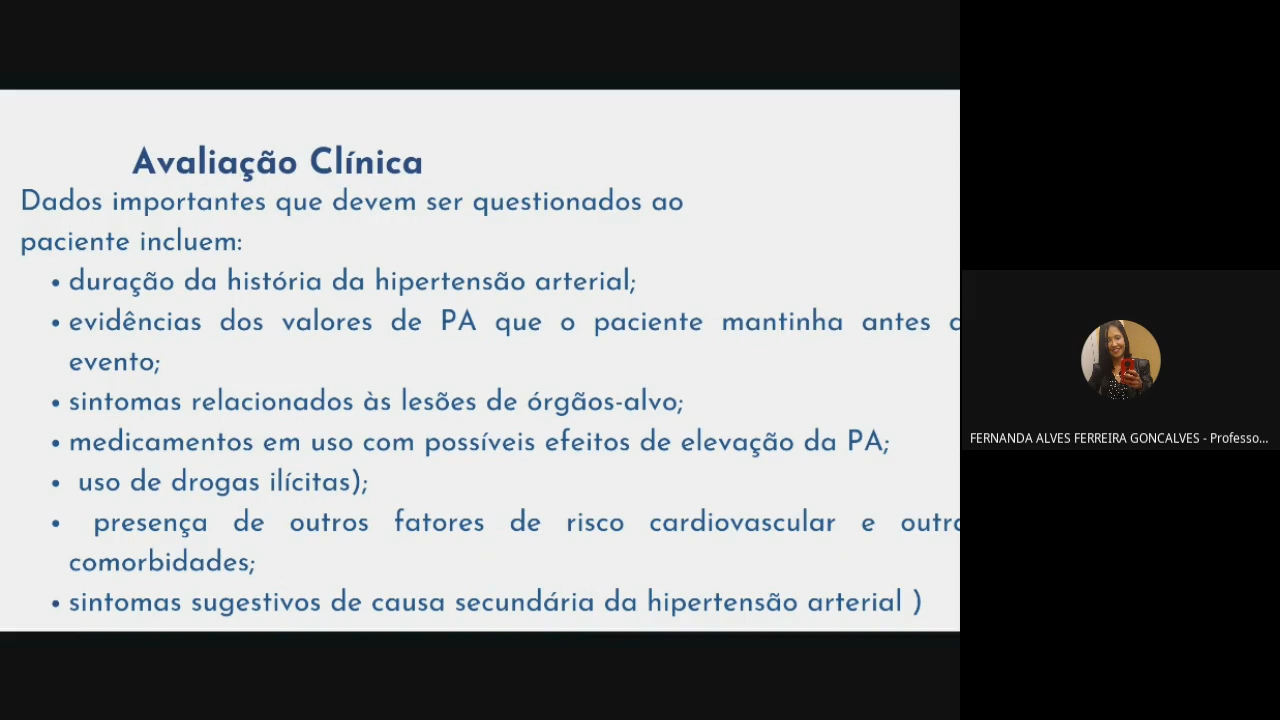 Avaliação Clínica
Dados importantes que devem ser questionados ao
paciente incluem:
• duração da história da hipertensão arterial;
• evidências dos valores de PA que o paciente mantinha antes
evento;
• sintomas relacionados às lesões de órgãos-alvo;
• medicamentos em uso com possíveis efeitos de elevação da PA;
• uso de drogas ilícitas);
• presença de outros fatores de risco cardiovascular e
comorbidades;
• sintomas sugestivos de causa secundária da hipertensão arterial )
FERNANDA ALVES FERREIRA GONCALVES - Professo...